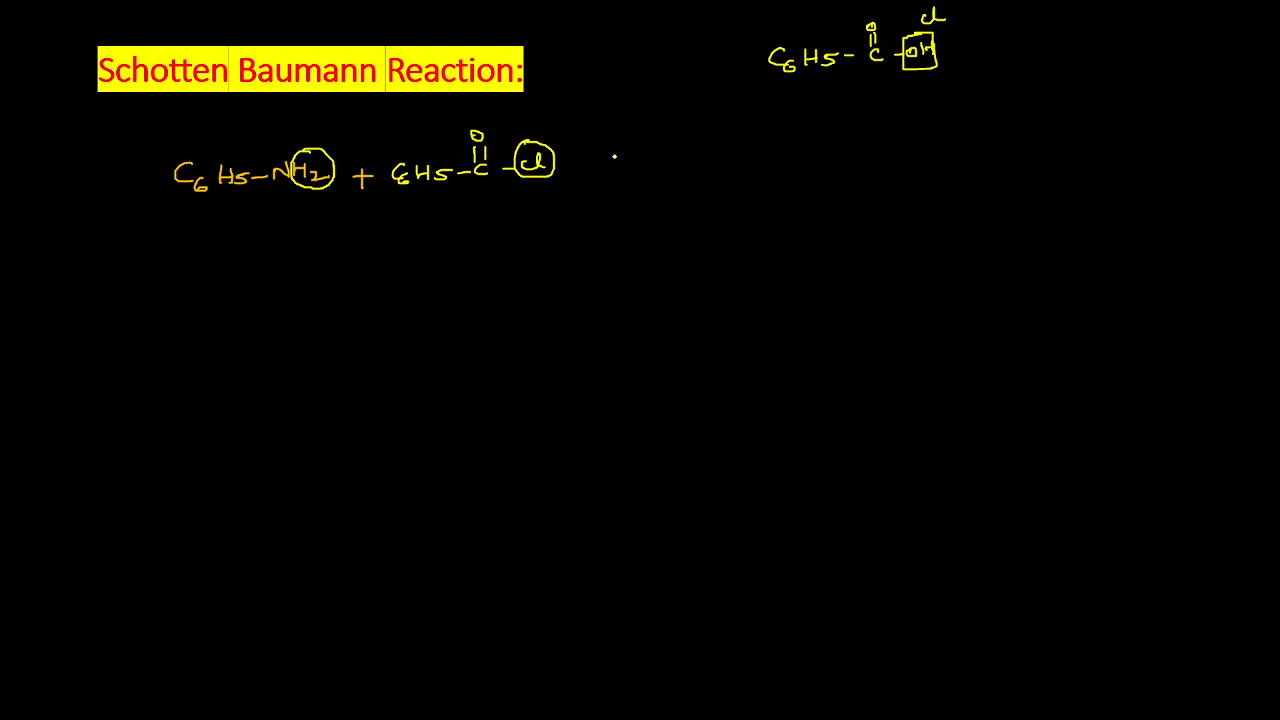 Cl
O
C6H5-C-OH
Schotten Baumann Reaction:
O
C6H5-NH2 + C6H5-C-Cl